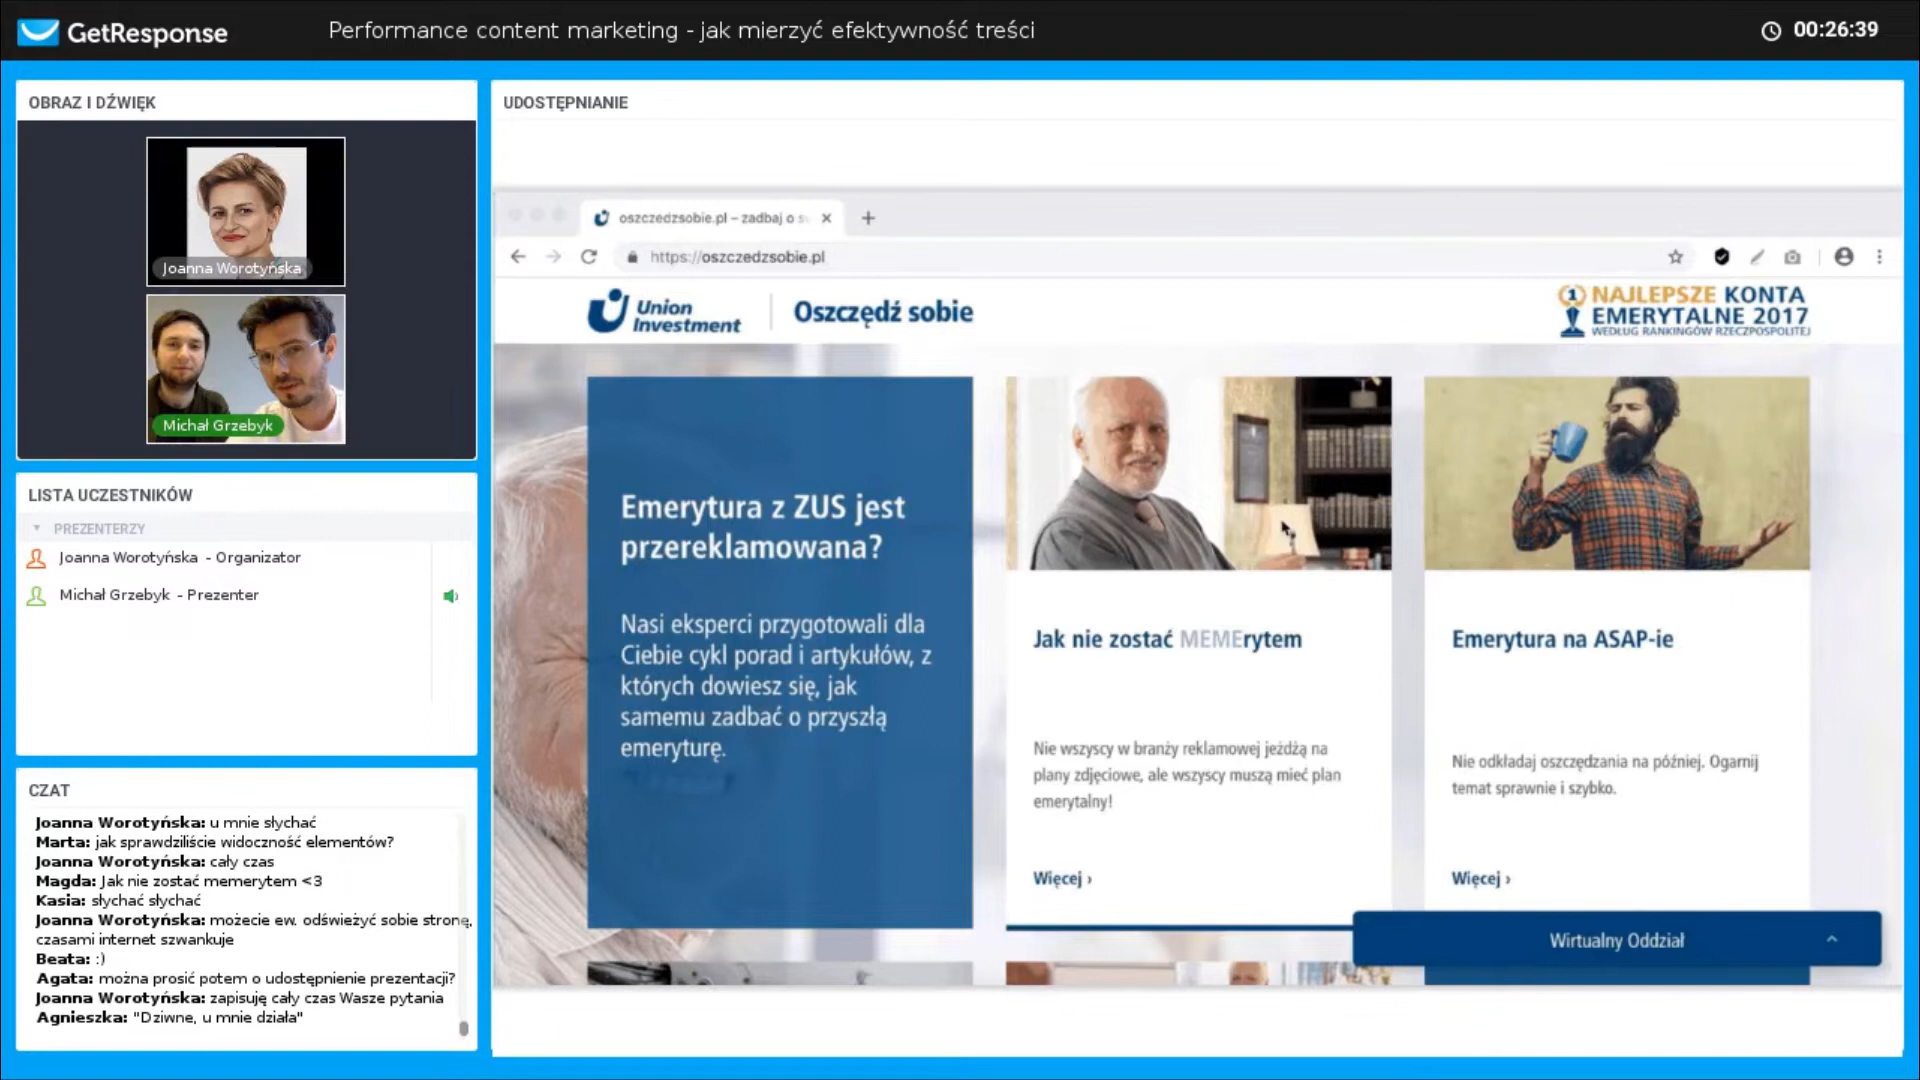 GetResponse
Performance content marketing - jak mierzyć efektywność treści
00:26:39
OBRAZ I DŹWIĘK
Joanna Worotyńska
Michał Grzebyk
LISTA UCZESTNIKÓW
PREZENTERZY
Joanna Worotyńska - Organizator
Michał Grzebyk - Prezenter
CZAT
Joanna Worotyńska: u mnie słychać
Marta: jak sprawdziliście widoczność elementów?
Joanna Worotyńska: cały czas
Magda: Jak nie zostać memerytem <3
Kasia: słychać słychać
Joanna Worotyńska: możecie ew. odświeżyć sobie stronę,
czasami internet szwankuje
Beata: :)
Agata: można prosić potem o udostępnienie prezentacji?
Joanna Worotyńska: zapisuję cały czas Wasze pytania
Agnieszka: "Dziwne, u mnie działa"
UDOSTĘPNIANIE
oszczedzsobie.pl – zadbaj o s
https://oszczedzsobie.pl
Union
Investment
Oszczędź sobie
1 NAJLEPSZE KONTA
EMERYTALNE 2017
WEDŁUG RANKINGÓW RZECZPOSPOLITEJ
Emerytura z ZUS jest
przereklamowana?
Nasi eksperci przygotowali dla
Ciebie cykl porad i artykułów, z
których dowiesz się, jak
samemu zadbać o przyszłą
emeryturę.
Jak nie zostać MEMErytem
Nie wszyscy w branży reklamowej jeżdżą na
plany zdjęciowe, ale wszyscy muszą mieć plan
emerytalny!
Więcej ›
Emerytura na ASAP-ie
Nie odkładaj oszczędzania na później. Ogarnij
temat sprawnie i szybko.
Więcej ›
Wirtualny Oddział